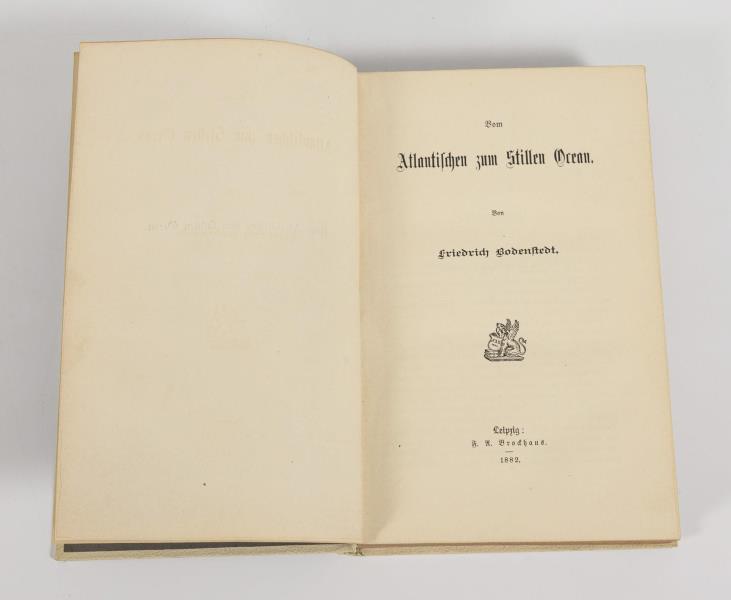 Vom
Atlantischen zum Stillen Ocean.
Von
Friedrich Bodenstedt.
Leipzig:
F. A. Brockhaus.
1882.